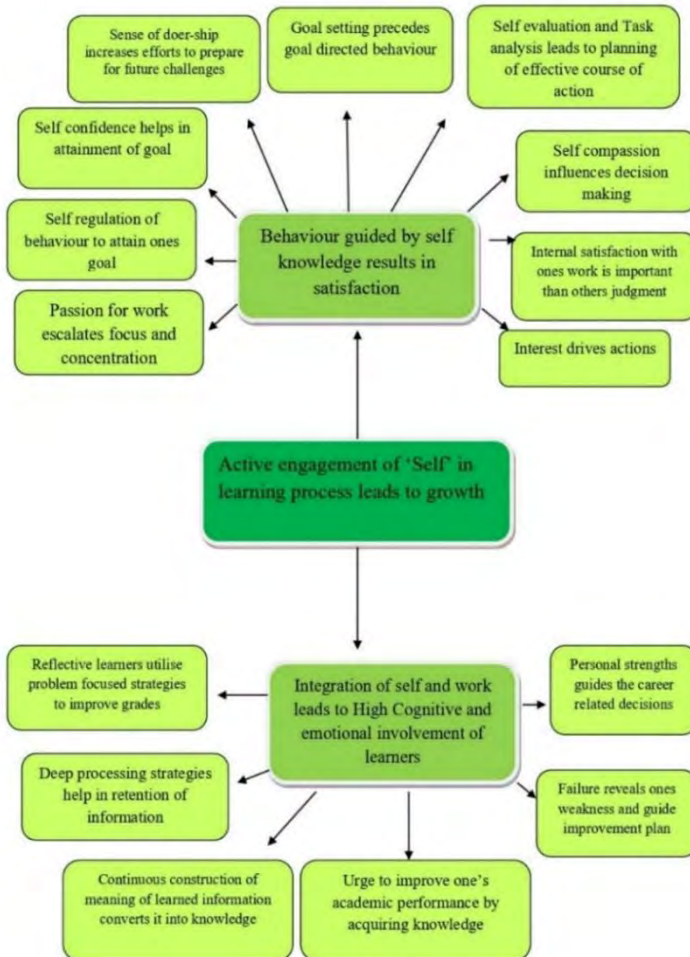 Sense of doer-ship
increases efforts to prepare
for future challenges
Goal setting precedes
goal directed behaviour
Self evaluation and Task
analysis leads to planning
of effective course of
action
Self confidence helps in
attainment of goal
Self compassion
influences decision
making
Self regulation of
behaviour to attain ones
goal
Behaviour guided by self
knowledge results in
satisfaction
Internal satisfaction with
ones work is important
than others judgment
Passion for work
escalates focus and
concentration
Interest drives actions
Active engagement of ‘Self’ in
learning process leads to growth
Reflective learners utilise
problem focused strategies
to improve grades
Integration of self and work
leads to High Cognitive and
emotional involvement of
learners
Personal strengths
guides the career
related decisions
Deep processing strategies
help in retention of
information
Failure reveals ones
weakness and guide
improvement plan
Continuous construction of
meaning of learned information
converts it into knowledge
Urge to improve one’s
academic performance by
acquiring knowledge